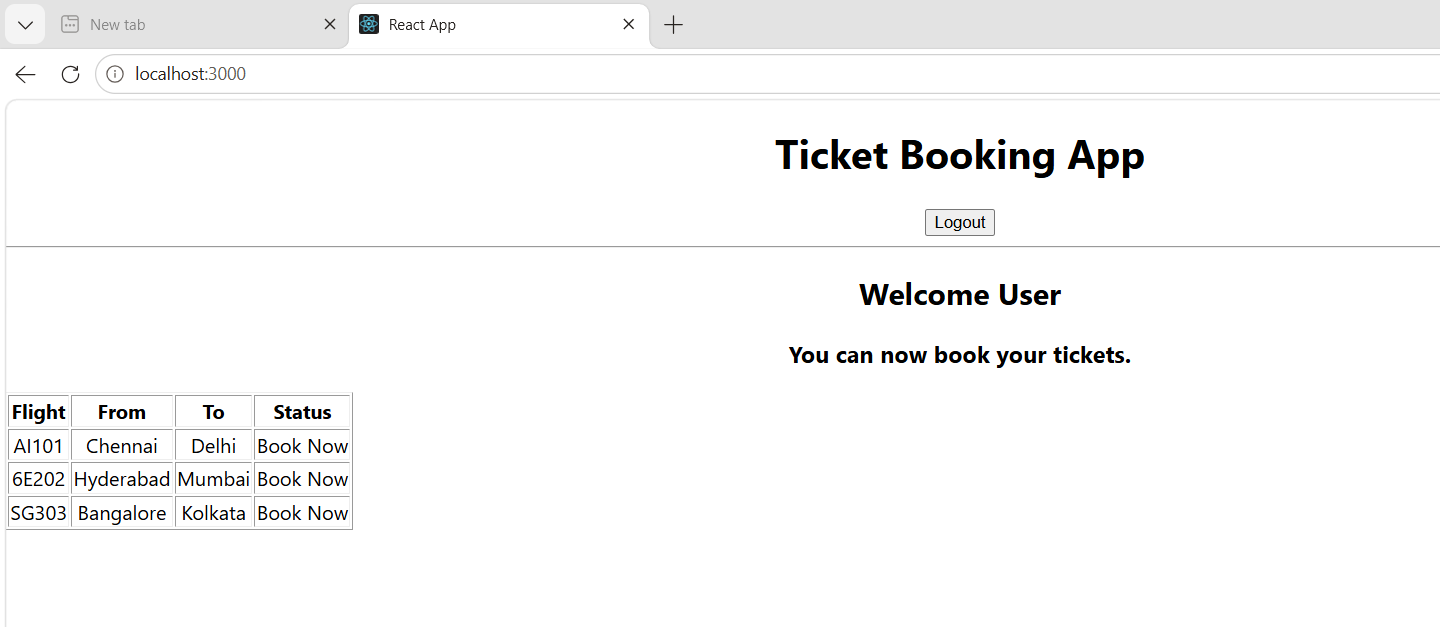 New tab
React App
localhost:3000
Ticket Booking App
Logout
Welcome User
You can now book your tickets.
Flight From To Status
AI101 Chennai Delhi Book Now
6E202 Hyderabad Mumbai Book Now
SG303 Bangalore Kolkata Book Now